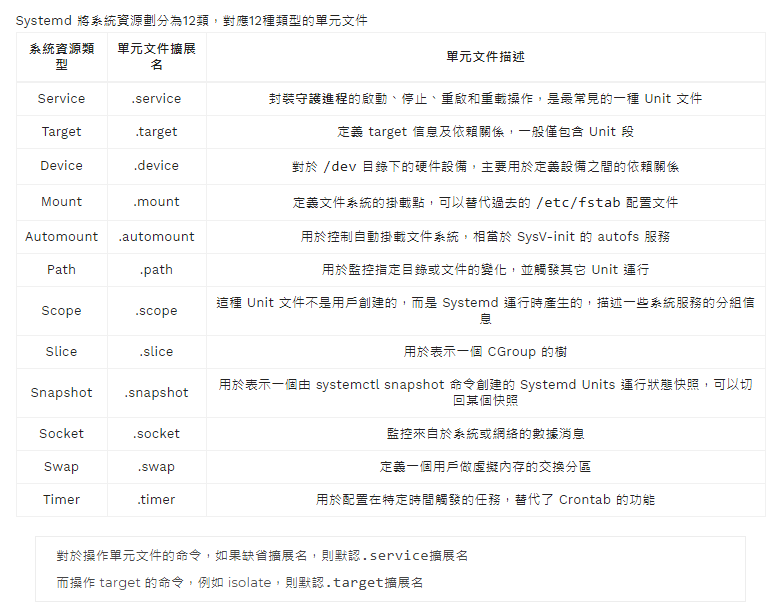 Systemd 將系統資源劃分為12類，對應12種類型的單元文件
系統資源類型 單元文件擴展名 單元文件描述
Service .service 封裝守護進程的啟動、停止、重啟和重載操作，是最常見的一種 Unit 文件
Target .target 定義 target 信息及依賴關係，一般僅包含 Unit 段
Device .device 對於 /dev 目錄下的硬件設備，主要用於定義設備之間的依賴關係
Mount .mount 定義文件系統的掛載點，可以替代過去的 /etc/fstab 配置文件
Automount .automount 用於控制自動掛載文件系統，相當於 SysV-init 的 autofs 服務
Path .path 用於監控指定目錄或文件的變化，並觸發其它 Unit 運行
Scope .scope 這種 Unit 文件不是用戶創建的，而是 Systemd 運行時產生的，描述一些系統服務的分組信
息
Slice .slice 用於表示一個 CGroup 的樹
Snapshot .snapshot 用於表示一個由 systemctl snapshot 命令創建的 Systemd Units 運行狀態快照，可以切
回某個快照
Socket .socket 監控來自於系統或網絡的數據消息
Swap .swap 定義一個用戶做虛擬內存的交換分區
Timer .timer 用於配置在特定時間觸發的任務，替代了 Crontab 的功能
對於操作單元文件的命令，如果缺省擴展名，則默認.service擴展名
而操作 target 的命令，例如 isolate，則默認.target擴展名